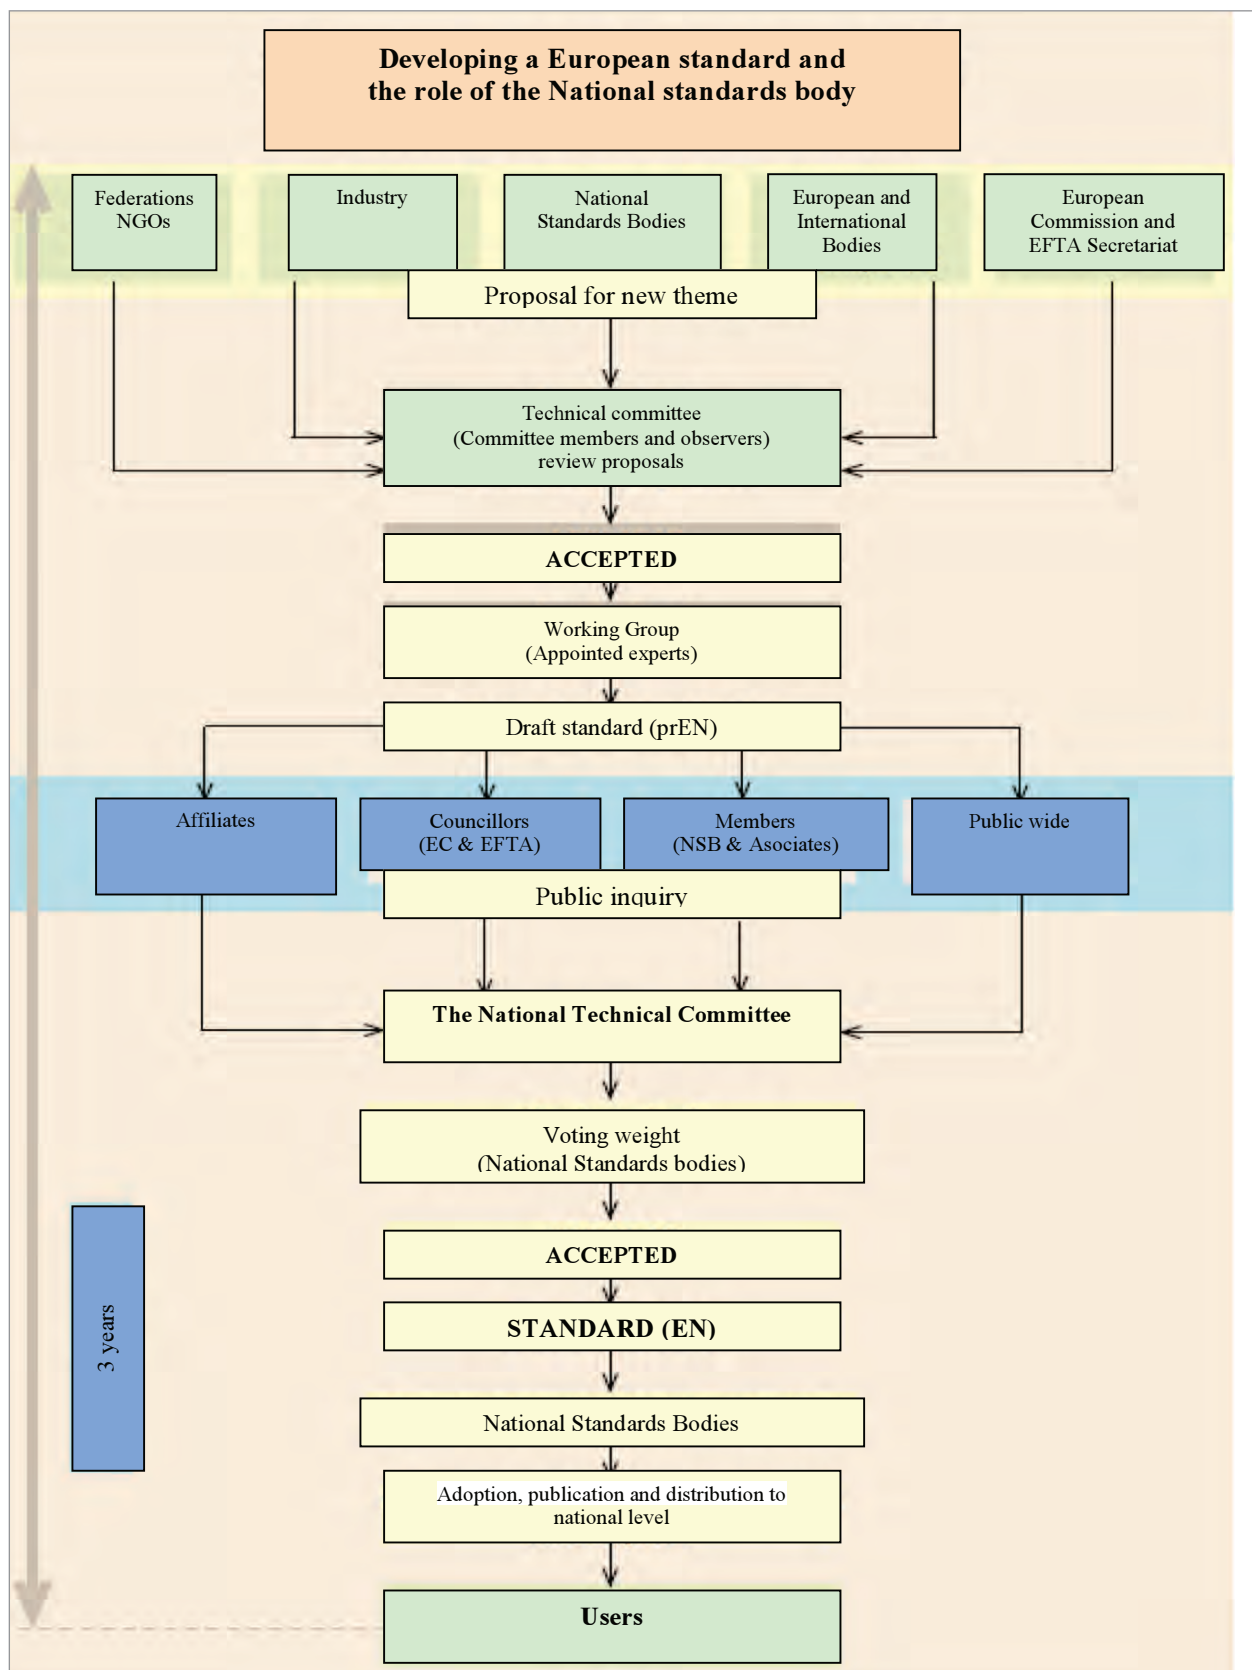 Developing a European standard and
the role of the National standards body
Federations
NGOs
Industry
National
Standards Bodies
European and
International
Bodies
European
Commission and
EFTA Secretariat
Proposal for new theme
Technical committee
(Committee members and observers)
review proposals
ACCEPTED
Working Group
(Appointed experts)
Draft standard (prEN)
Affiliates
Councillors
(EC & EFTA)
Members
(NSB & Asociates)
Public wide
Public inquiry
The National Technical Committee
Voting weight
(National Standards bodies)
ACCEPTED
STANDARD (EN)
3 years
National Standards Bodies
Adoption, publication and distribution to
national level
Users